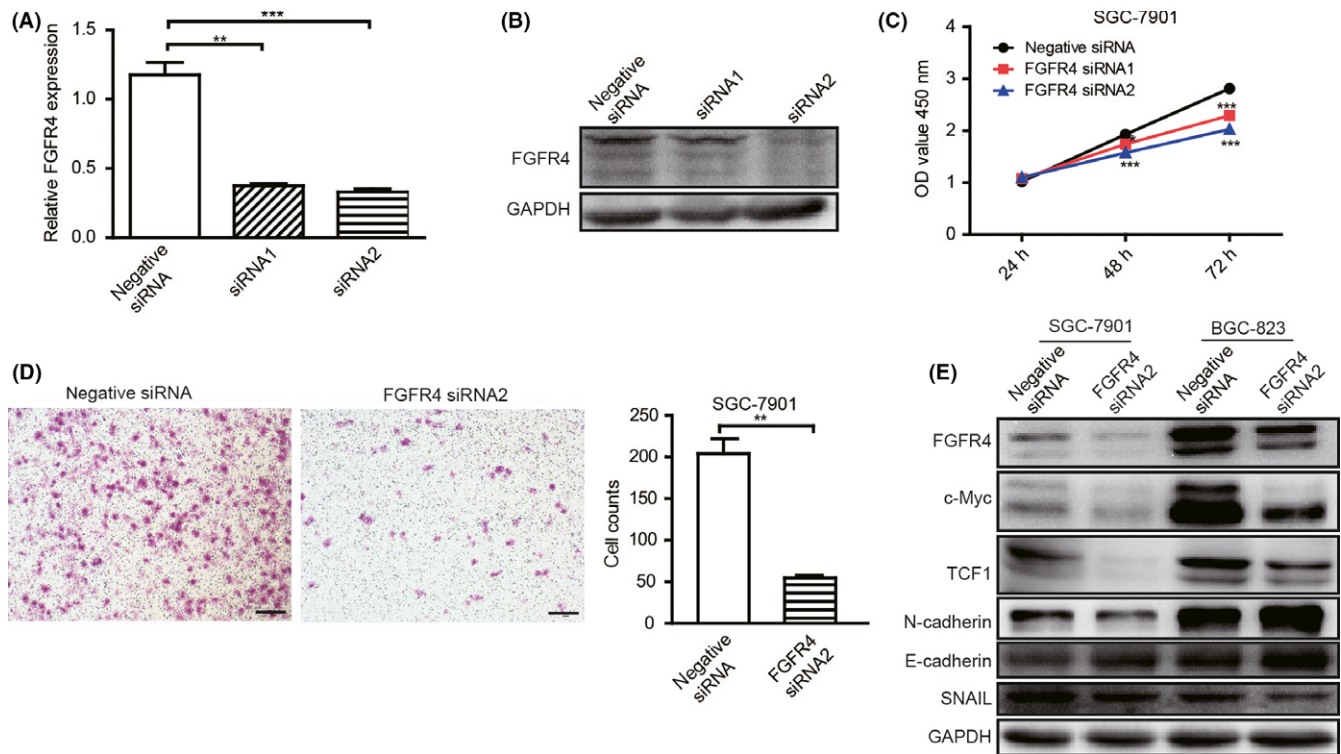 (A)
***
**
1.5
1.0
0.5
0.0
Relative FGFR4 expression
Negative
siRNA
siRNA1
siRNA2
(B)
Negative
siRNA
siRNA1
siRNA2
FGFR4
GAPDH
(C)
SGC-7901
Negative siRNA
FGFR4 siRNA1
FGFR4 siRNA2
4
3
2
1
0
OD value 450 nm
***
***
***
24 h
48 h
72 h
(D)
Negative siRNA
FGFR4 siRNA2
SGC-7901
**
250
200
150
100
50
0
Cell counts
Negative
siRNA
FGFR4
siRNA2
(E)
SGC-7901
BGC-823
Negative
siRNA
FGFR4
siRNA2
Negative
siRNA
FGFR4
siRNA2
FGFR4
c-Myc
TCF1
N-cadherin
E-cadherin
SNAIL
GAPDH